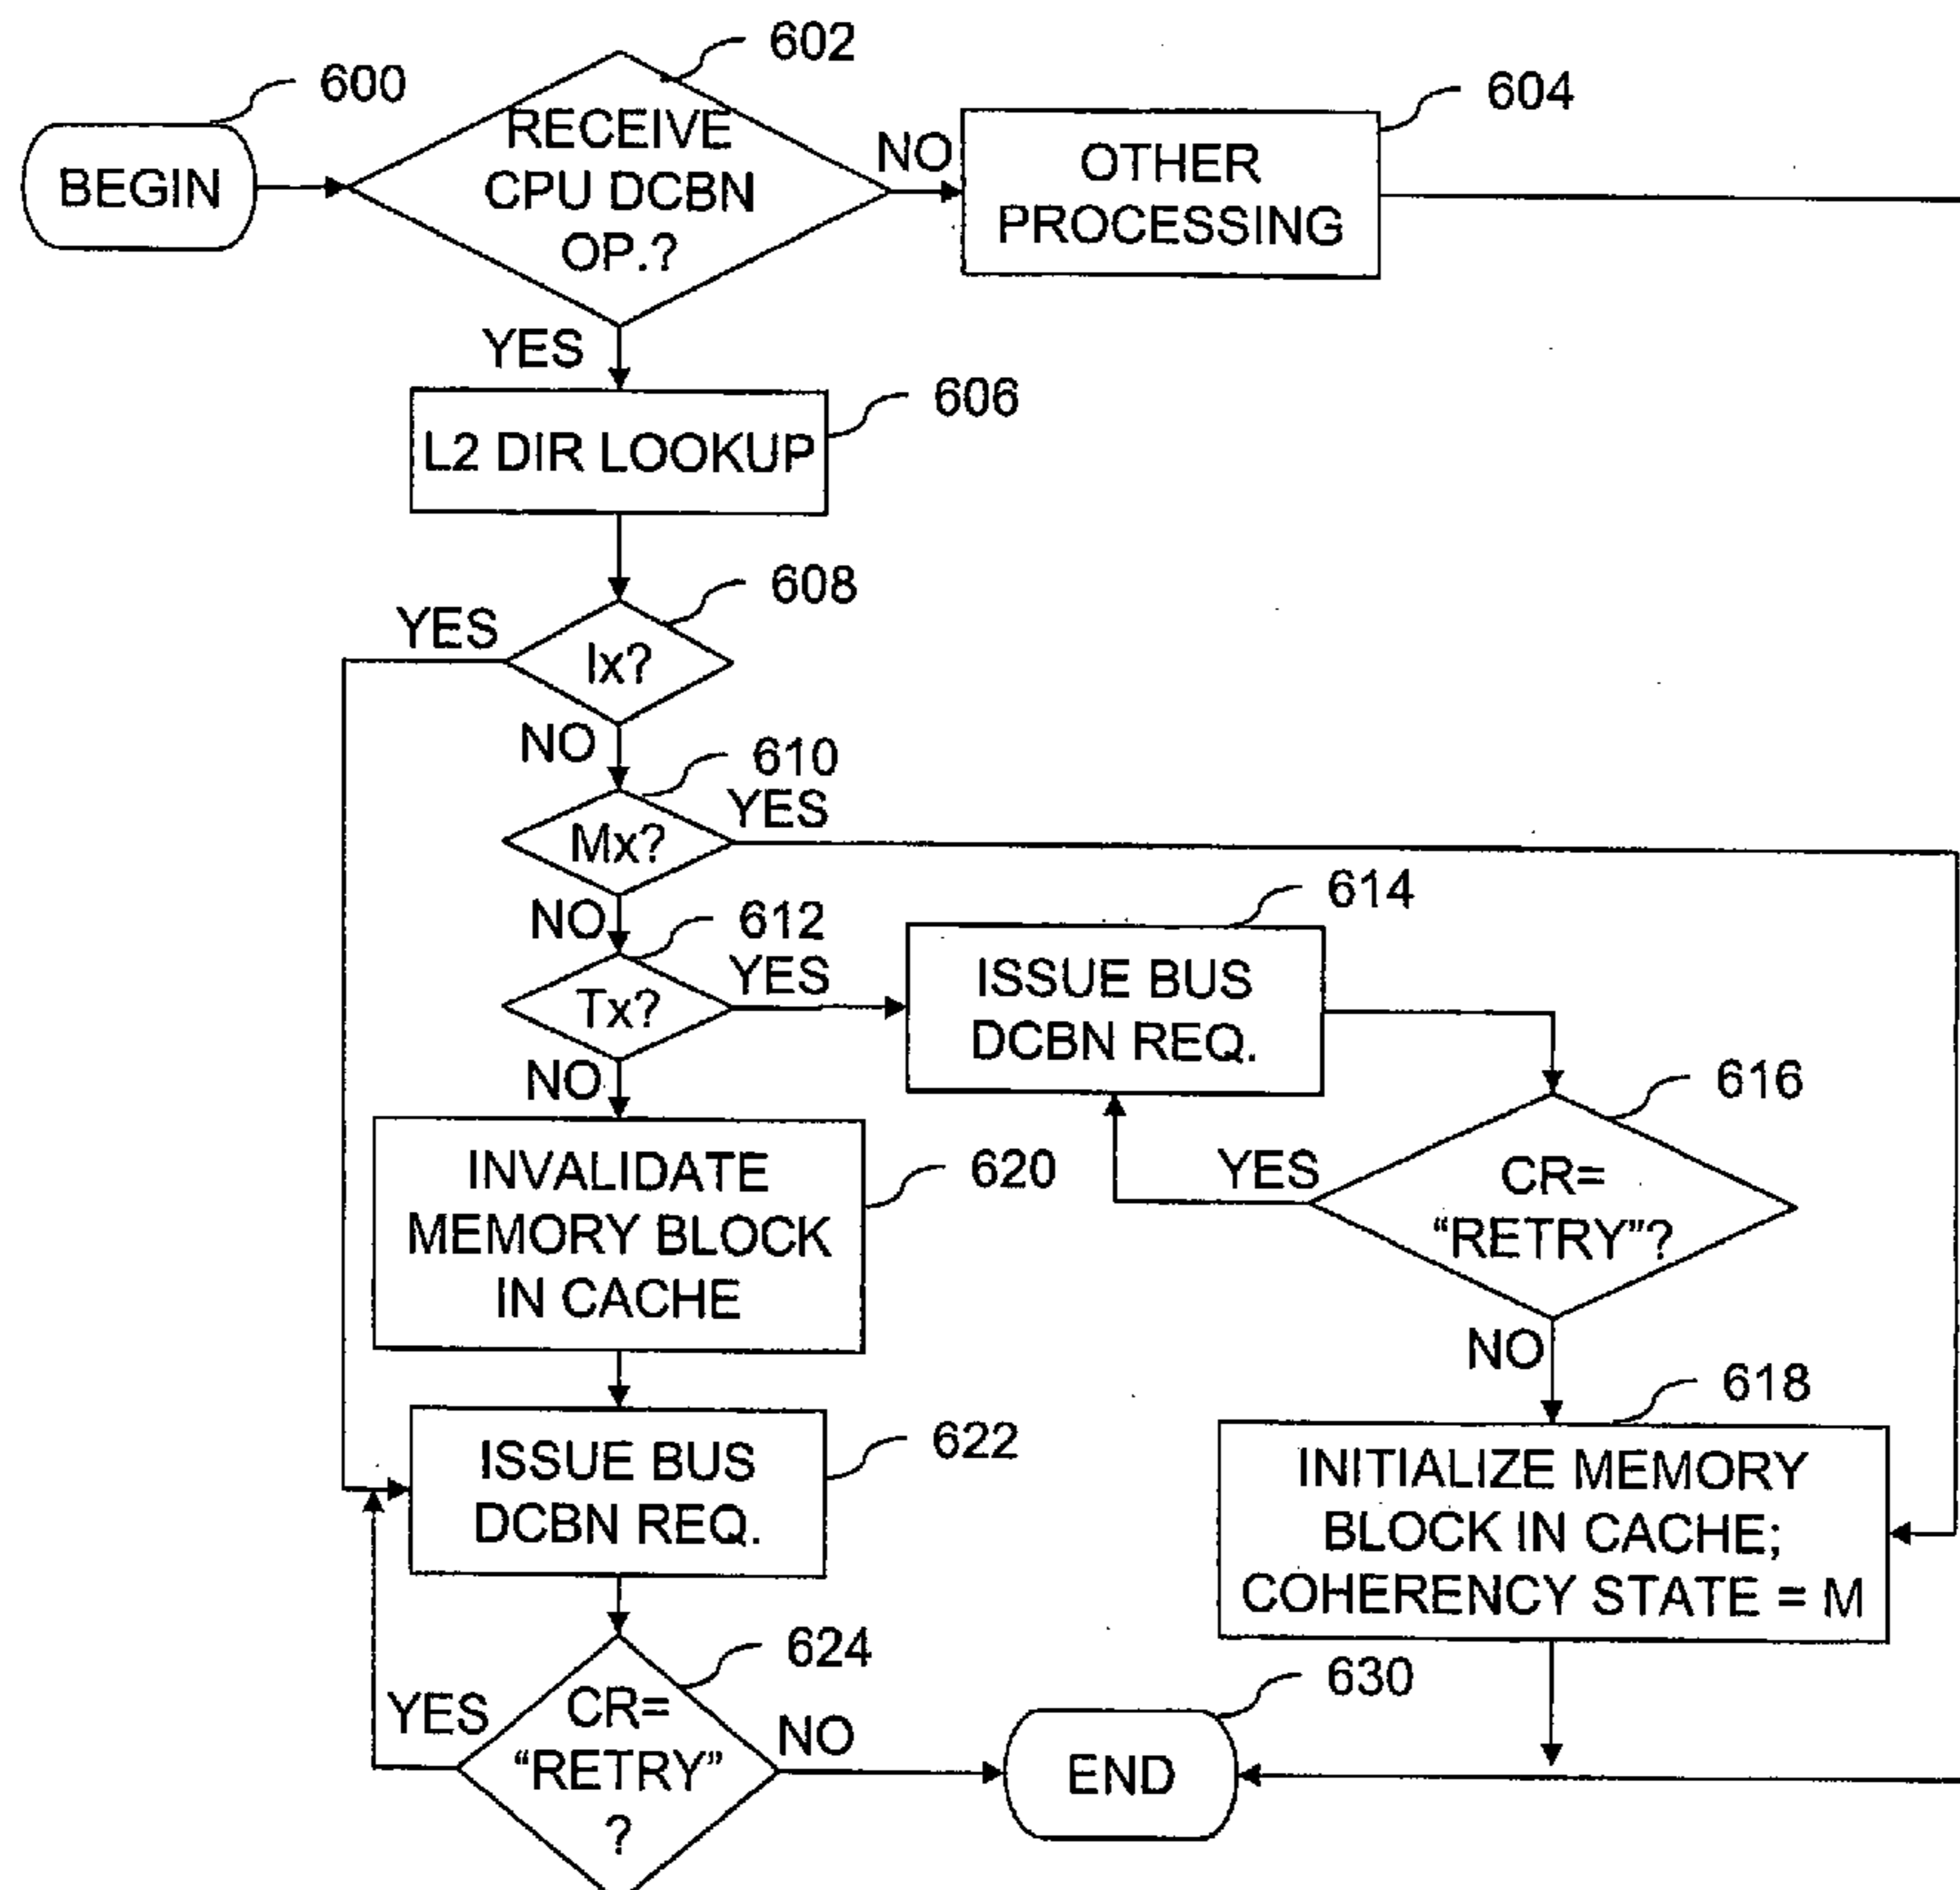 600
BEGIN
602
RECEIVE
CPU DCBN
OP.?
NO
604
OTHER
PROCESSING
YES
606
L2 DIR LOOKUP
608
YES
Ix?
NO
610
YES
Mx?
NO
612
YES
Tx?
NO
614
ISSUE BUS
DCBN REQ.
616
CR=
“RETRY”?
YES
NO
618
INITIALIZE MEMORY
BLOCK IN CACHE;
COHERENCY STATE = M
620
INVALIDATE
MEMORY BLOCK
IN CACHE
622
ISSUE BUS
DCBN REQ.
624
CR=
“RETRY”
?
YES
NO
630
END